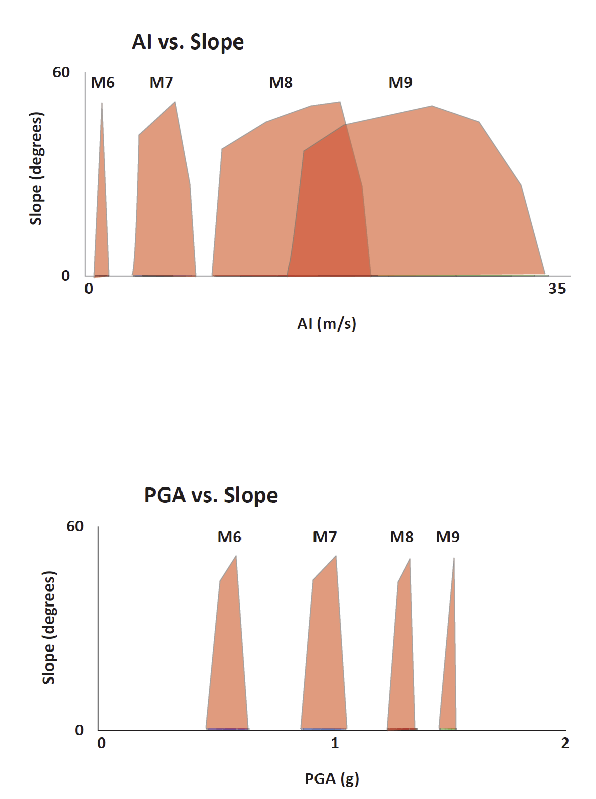 AI vs. Slope
60
M6 M7 M8 M9
Slope (degrees)
0
0 35
AI (m/s)
PGA vs. Slope
60
M6 M7 M8 M9
Slope (degrees)
0
0 1 2
PGA (g)